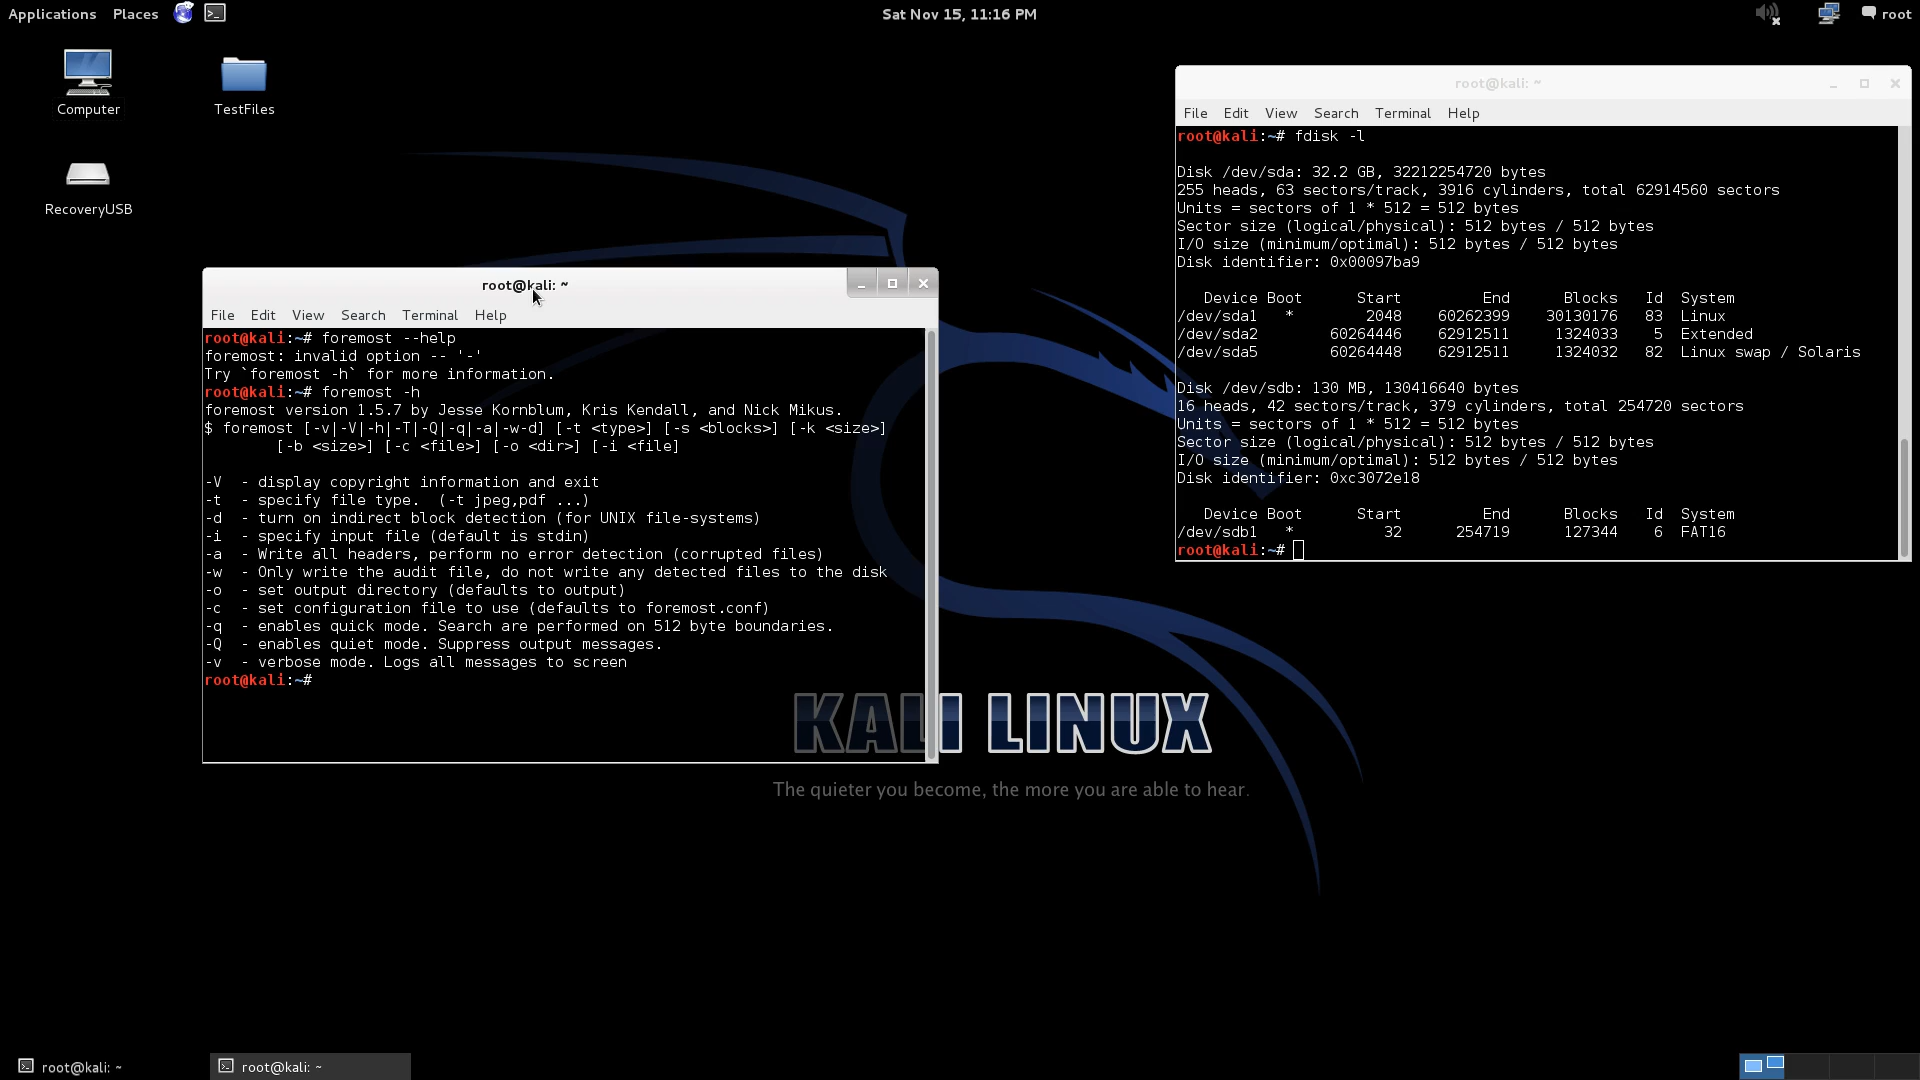 Applications Places Sat Nov 15, 11:16 PM root
Computer
TestFiles
RecoveryUSB
root@kali: ~
File Edit View Search Terminal Help
root@kali:~# foremost --help
foremost: invalid option -- '-'
Try `foremost -h` for more information.
root@kali:~# foremost -h
foremost version 1.5.7 by Jesse Kornblum, Kris Kendall, and Nick Mikus.
$ foremost [-v|-V|-h|-T|-Q|-q|-a|-w-d] [-t <type>] [-s <blocks>] [-k <size>]
        [-b <size>] [-c <file>] [-o <dir>] [-i <file]

-V  - display copyright information and exit
-t  - specify file type.  (-t jpeg,pdf ...)
-d  - turn on indirect block detection (for UNIX file-systems)
-i  - specify input file (default is stdin)
-a  - Write all headers, perform no error detection (corrupted files)
-w  - Only write the audit file, do not write any detected files to the disk
-o  - set output directory (defaults to output)
-c  - set configuration file to use (defaults to foremost.conf)
-q  - enables quick mode. Search are performed on 512 byte boundaries.
-Q  - enables quiet mode. Suppress output messages.
-v  - verbose mode. Logs all messages to screen
root@kali:~#
root@kali: ~
File Edit View Search Terminal Help
root@kali:~# fdisk -l

Disk /dev/sda: 32.2 GB, 32212254720 bytes
255 heads, 63 sectors/track, 3916 cylinders, total 62914560 sectors
Units = sectors of 1 * 512 = 512 bytes
Sector size (logical/physical): 512 bytes / 512 bytes
I/O size (minimum/optimal): 512 bytes / 512 bytes
Disk identifier: 0x00097ba9

   Device Boot      Start         End      Blocks   Id  System
/dev/sda1   *        2048    60262399    30130176   83  Linux
/dev/sda2        60264446    62912511     1324033    5  Extended
/dev/sda5        60264448    62912511     1324032   82  Linux swap / Solaris

Disk /dev/sdb: 130 MB, 130416640 bytes
16 heads, 42 sectors/track, 379 cylinders, total 254720 sectors
Units = sectors of 1 * 512 = 512 bytes
Sector size (logical/physical): 512 bytes / 512 bytes
I/O size (minimum/optimal): 512 bytes / 512 bytes
Disk identifier: 0xc3072e18

   Device Boot      Start         End      Blocks   Id  System
/dev/sdb1   *          32      254719      127344    6  FAT16
root@kali:~#
KALI LINUX
The quieter you become, the more you are able to hear.
root@kali: ~
root@kali: ~